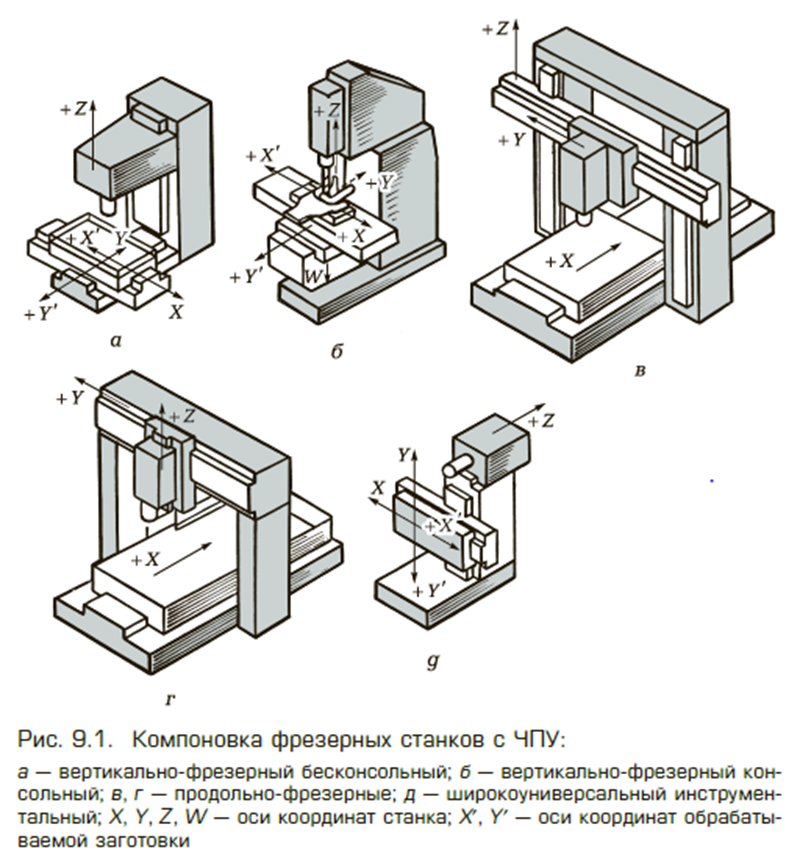 +Z
+Z
+Z
+X'
+Y
+Y
+X'
Y
+X
+X
+Y'
W
+Y'
X
а
б
в
+Y
+Z
+Z
Y
X
+X'
+X
+Y'
г
д
Рис. 9.1. Компоновка фрезерных станков с ЧПУ:
а — вертикально-фрезерный бесконсольный; б — вертикально-фрезерный кон-
сольный; в, г — продольно-фрезерные; д — широкоуниверсальный инструмен-
тальный; X, Y, Z, W — оси координат станка; X', Y' — оси координат обрабаты-
ваемой заготовки